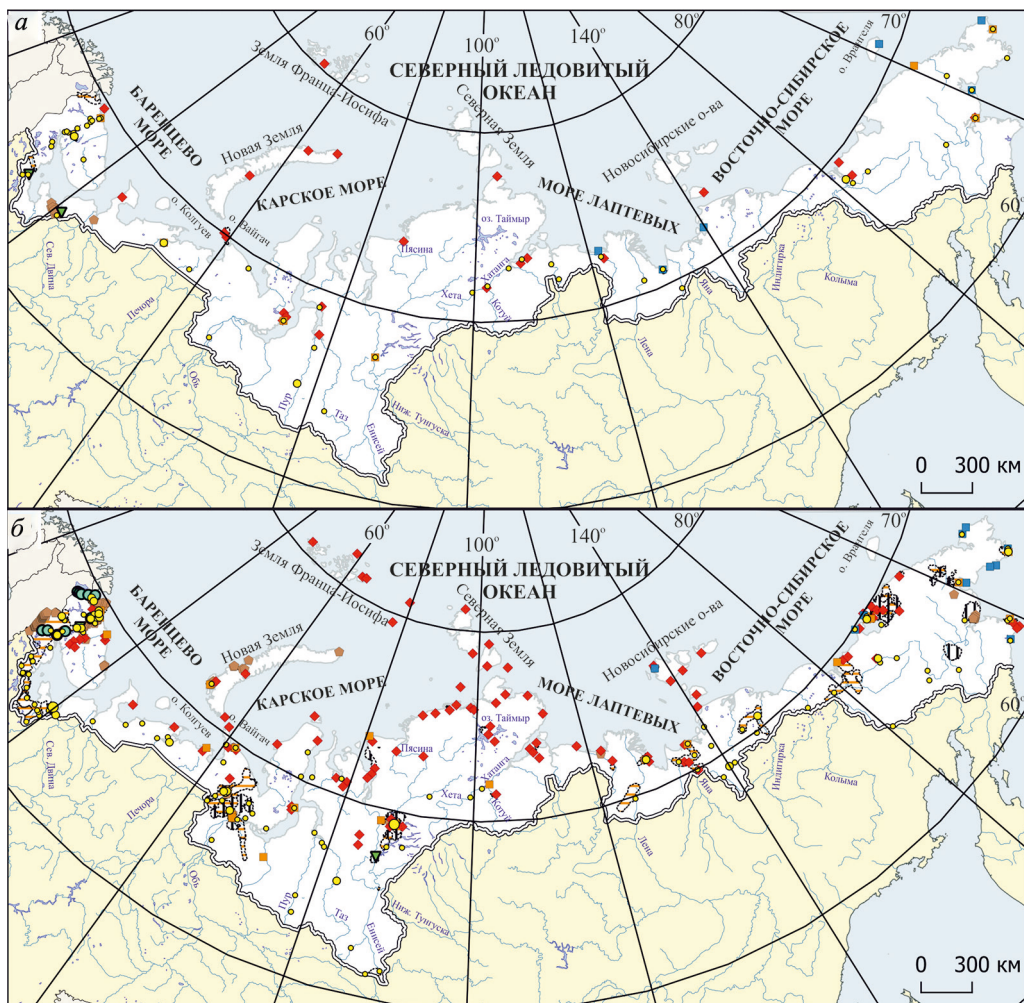 а
60°
100°
140°
80°
70°
60°
Земля Франца-Иосифа
СЕВЕРНЫЙ ЛЕДОВИТЫЙ
ОКЕАН
Северная Земля
Новосибирские о-ва
ВОСТОЧНО-СИБИРСКОЕ
МОРЕ
о. Врангеля
БАРЕНЦЕВО
МОРЕ
Новая Земля
КАРСКОЕ МОРЕ
МОРЕ ЛАПТЕВЫХ
о. Колгуев
о. Вайгач
оз. Таймыр
Пясина
Хатанга
Хета
Котуй
Сев. Двина
Печора
Обь
Пур
Таз
Енисей
Ниж. Тунгуска
Лена
Яна
Индигирка
Колыма
0 300 км
б
60°
100°
140°
80°
70°
60°
Земля Франца-Иосифа
СЕВЕРНЫЙ ЛЕДОВИТЫЙ
ОКЕАН
Северная Земля
Новосибирские о-ва
ВОСТОЧНО-СИБИРСКОЕ
МОРЕ
о. Врангеля
БАРЕНЦЕВО
МОРЕ
Новая Земля
КАРСКОЕ МОРЕ
МОРЕ ЛАПТЕВЫХ
о. Колгуев
о. Вайгач
оз. Таймыр
Пясина
Хатанга
Хета
Котуй
Сев. Двина
Печора
Обь
Пур
Таз
Енисей
Ниж. Тунгуска
Лена
Яна
Индигирка
Колыма
0 300 км